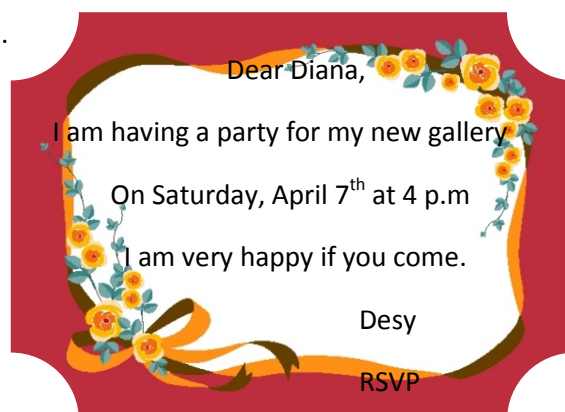 .
Dear Diana,
I am having a party for my new gallery
On Saturday, April 7th at 4 p.m
I am very happy if you come.
Desy
RSVP